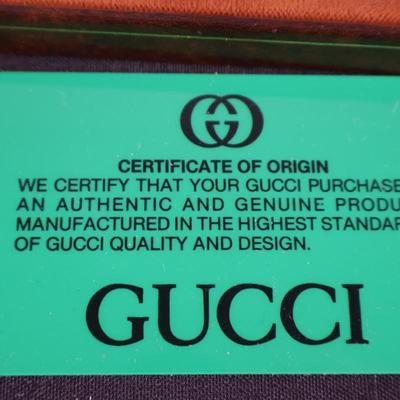 CERTIFICATE OF ORIGIN
WE CERTIFY THAT YOUR GUCCI PURCHASE
AN AUTHENTIC AND GENUINE PRODU
MANUFACTURED IN THE HIGHEST STANDAR
OF GUCCI QUALITY AND DESIGN.
GUCCI